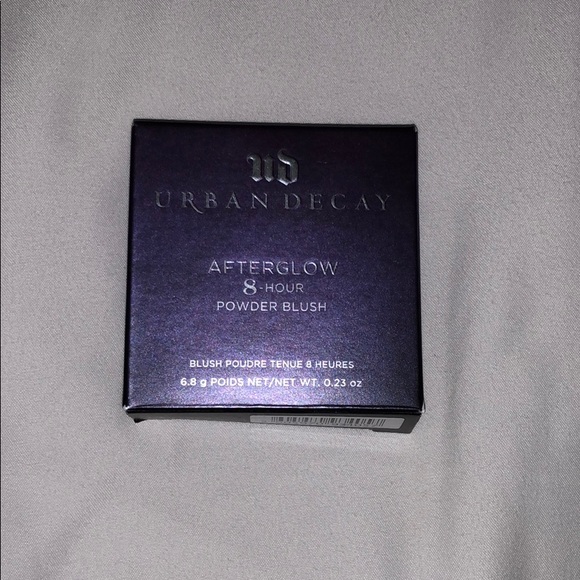 ud
URBAN DECAY
AFTERGLOW
8-HOUR
POWDER BLUSH
BLUSH POUDRE TENUE 8 HEURES
6.8 g POIDS NET/NET WT. 0.23 oz